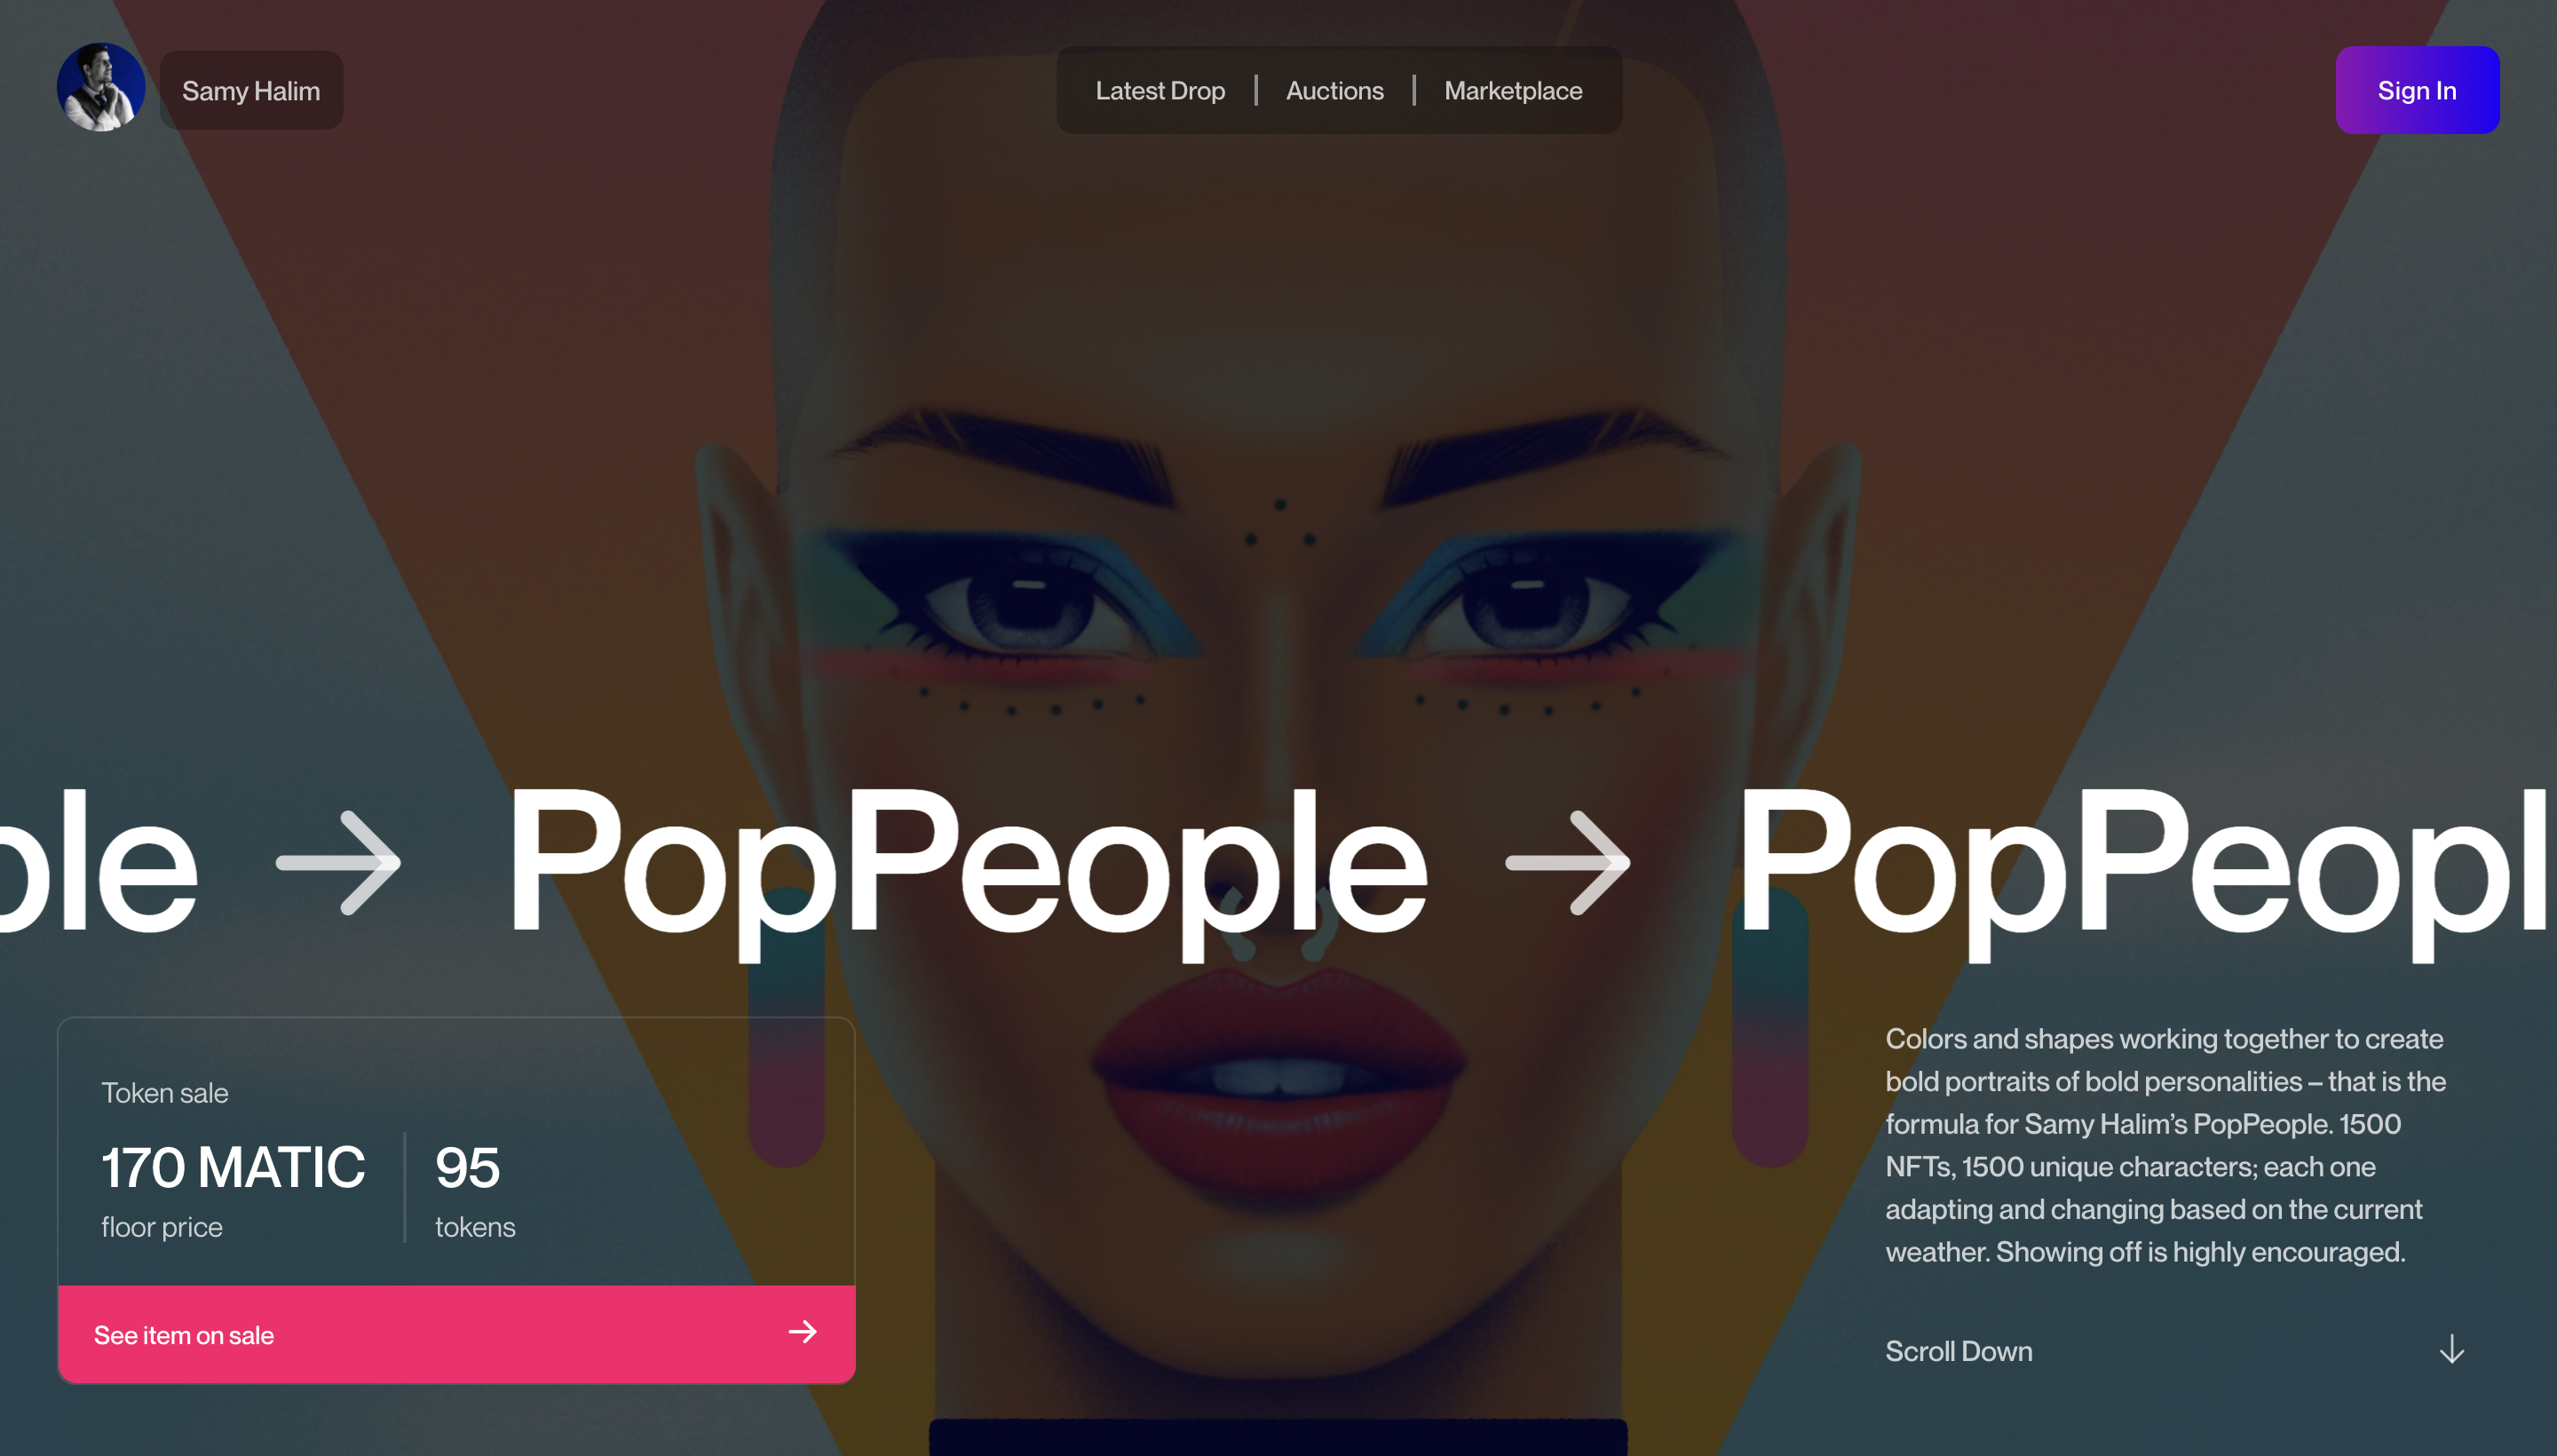 Samy Halim
Latest Drop | Auctions | Marketplace
Sign In
ple → PopPeople → PopPeopl
Token sale
170 MATIC
floor price
95
tokens
See item on sale
Colors and shapes working together to create
bold portraits of bold personalities – that is the
formula for Samy Halim’s PopPeople. 1500
NFTs, 1500 unique characters; each one
adapting and changing based on the current
weather. Showing off is highly encouraged.
Scroll Down